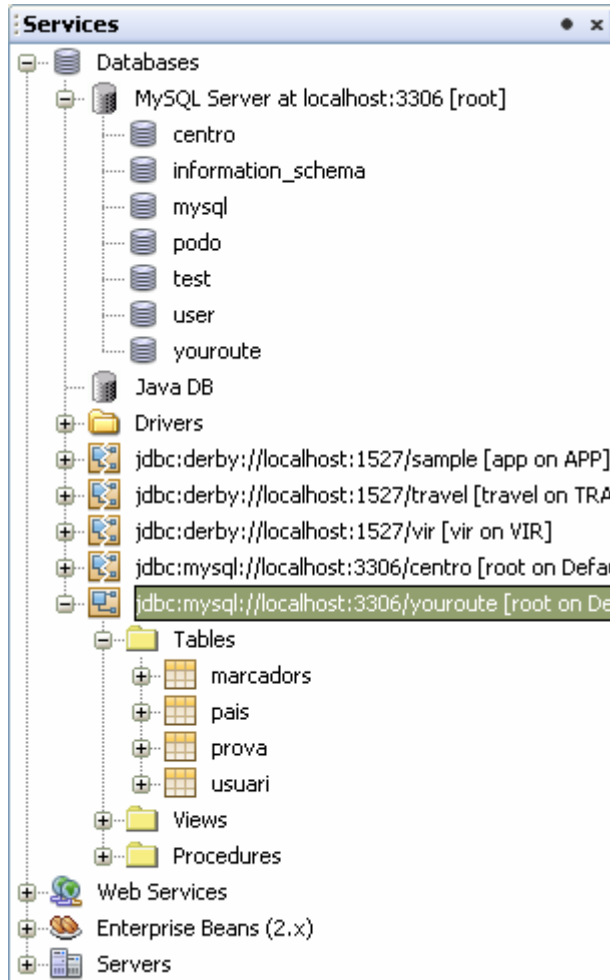 Services
Databases
MySQL Server at localhost:3306 [root]
centro
information_schema
mysql
podo
test
user
youroute
Java DB
Drivers
jdbc:derby://localhost:1527/sample [app on APP]
jdbc:derby://localhost:1527/travel [travel on TRA
jdbc:derby://localhost:1527/vir [vir on VIR]
jdbc:mysql://localhost:3306/centro [root on Defau
jdbc:mysql://localhost:3306/youroute [root on De
Tables
marcadors
pais
prova
usuari
Views
Procedures
Web Services
Enterprise Beans (2.x)
Servers